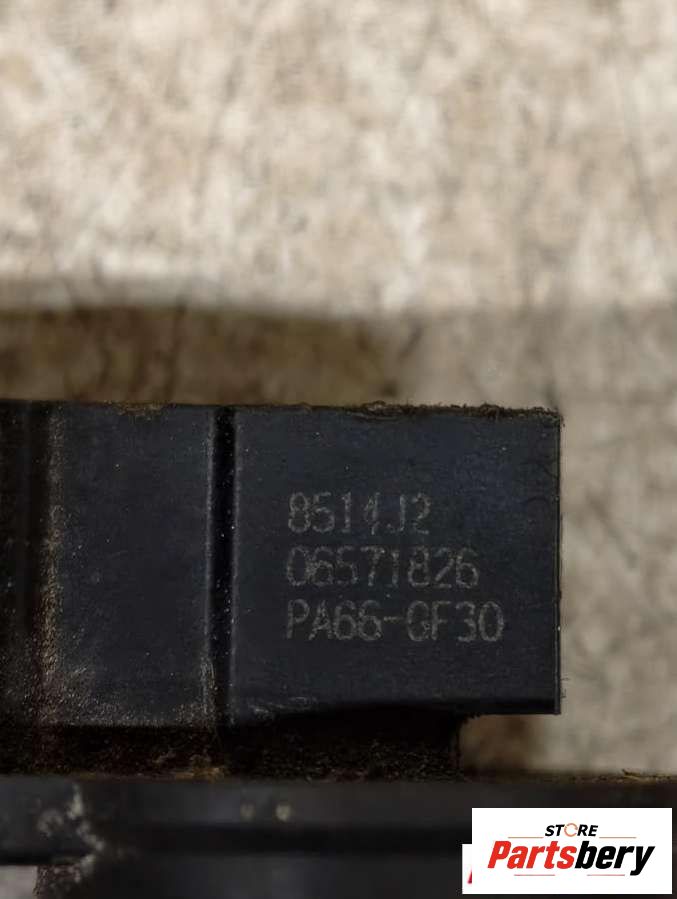 8514J2
06571826
PA66-GF30
STORE
Partsbery